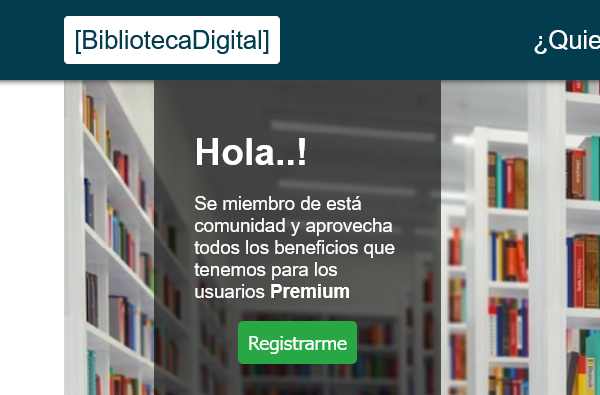 [BibliotecaDigital]
¿Quie
Hola..!
Se miembro de está
comunidad y aprovecha
todos los beneficios que
tenemos para los
usuarios Premium
Registrarme